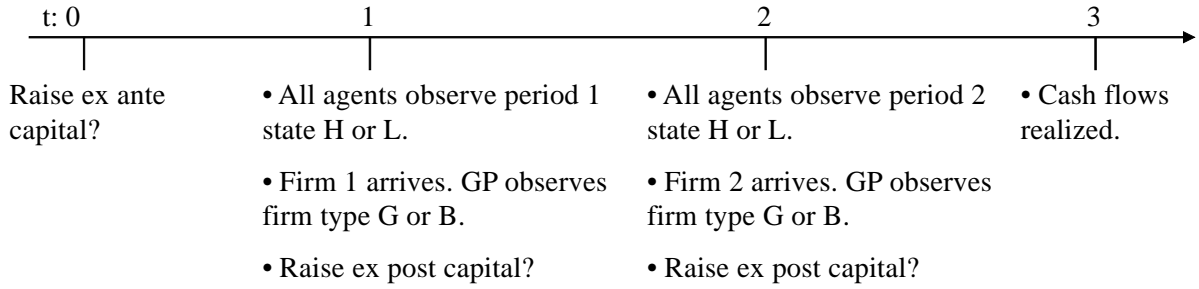 t: 0 1 2 3
Raise ex ante
capital?
• All agents observe period 1
state H or L.
• Firm 1 arrives. GP observes
firm type G or B.
• Raise ex post capital?
• All agents observe period 2
state H or L.
• Firm 2 arrives. GP observes
firm type G or B.
• Raise ex post capital?
• Cash flows
realized.